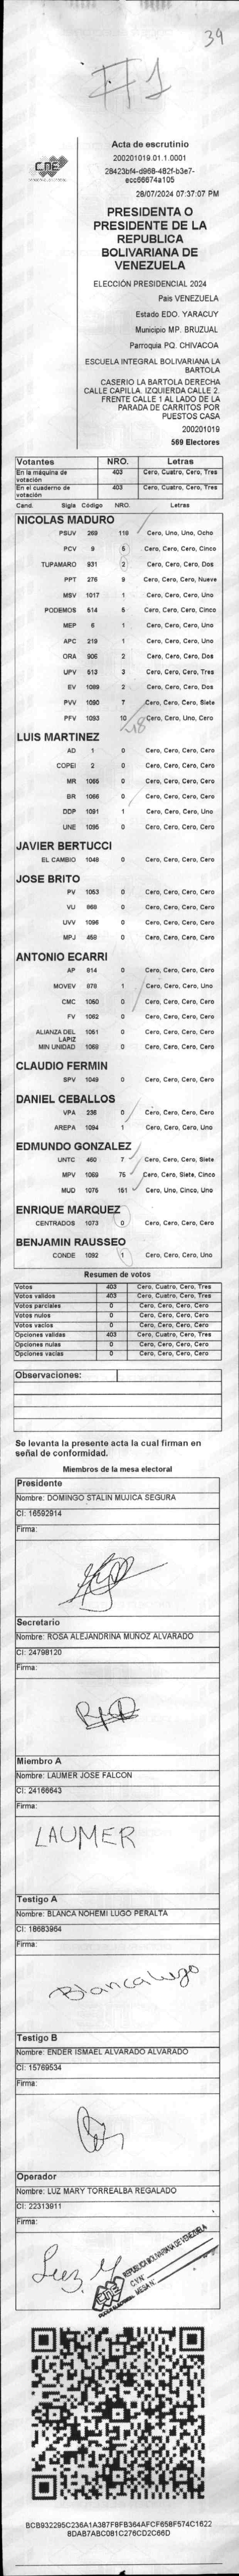 39
#1
CNE
Acta de escrutinio
200201019.01.1.0001
28423bf4-d968-482f-b3e7-
ecc66674a105
28/07/2024 07:37:07 PM
PRESIDENTA O
PRESIDENTE DE LA
REPUBLICA
BOLIVARIANA DE
VENEZUELA
ELECCIÓN PRESIDENCIAL 2024
Pais VENEZUELA
Estado EDO. YARACUY
Municipio MP. BRUZUAL
Parroquia PQ. CHIVACOA
ESCUELA INTEGRAL BOLIVARIANA LA
BARTOLA
CASERIO LA BARTOLA DERECHA
CALLE CAPILLA. IZQUIERDA CALLE 2.
FRENTE CALLE 1 AL LADO DE LA
PARADA DE CARRITOS POR
PUESTOS CASA
200201019
569 Electores
Votantes NRO. Letras
En la máquina de votación 403 Cero, Cuatro, Cero, Tres
En el cuaderno de votación 403 Cero, Cuatro, Cero, Tres
Cand. Sigla Código NRO. Letras
NICOLAS MADURO
PSUV 269 118 Cero, Uno, Uno, Ocho
PCV 9 5 Cero, Cero, Cero, Cinco
TUPAMARO 931 2 Cero, Cero, Cero, Dos
PPT 276 9 Cero, Cero, Cero, Nueve
MSV 1017 1 Cero, Cero, Cero, Uno
PODEMOS 514 5 Cero, Cero, Cero, Cinco
MEP 6 1 Cero, Cero, Cero, Uno
APC 219 1 Cero, Cero, Cero, Uno
ORA 906 2 Cero, Cero, Cero, Dos
UPV 513 3 Cero, Cero, Cero, Tres
EV 1089 2 Cero, Cero, Cero, Dos
PVV 1090 7 Cero, Cero, Cero, Siete
PFV 1093 10 Cero, Cero, Uno, Cero
LUIS MARTINEZ
AD 1 0 Cero, Cero, Cero, Cero
COPEI 2 0 Cero, Cero, Cero, Cero
MR 1065 0 Cero, Cero, Cero, Cero
BR 1066 0 Cero, Cero, Cero, Cero
DDP 1091 1 Cero, Cero, Cero, Uno
UNE 1095 0 Cero, Cero, Cero, Cero
JAVIER BERTUCCI
EL CAMBIO 1048 0 Cero, Cero, Cero, Cero
JOSE BRITO
PV 1053 0 Cero, Cero, Cero, Cero
VU 869 0 Cero, Cero, Cero, Cero
UVV 1096 0 Cero, Cero, Cero, Cero
MPJ 459 0 Cero, Cero, Cero, Cero
ANTONIO ECARRI
AP 814 0 Cero, Cero, Cero, Cero
MOVEV 878 1 Cero, Cero, Cero, Uno
CMC 1050 0 Cero, Cero, Cero, Cero
FV 1062 0 Cero, Cero, Cero, Cero
ALIANZA DEL LAPIZ 1051 0 Cero, Cero, Cero, Cero
MIN UNIDAD 1068 0 Cero, Cero, Cero, Cero
CLAUDIO FERMIN
SPV 1049 0 Cero, Cero, Cero, Cero
DANIEL CEBALLOS
VPA 236 0 Cero, Cero, Cero, Cero
AREPA 1094 1 Cero, Cero, Cero, Uno
EDMUNDO GONZALEZ
UNTC 460 7 Cero, Cero, Cero, Siete
MPV 1069 75 Cero, Cero, Siete, Cinco
MUD 1075 151 Cero, Uno, Cinco, Uno
ENRIQUE MARQUEZ
CENTRADOS 1073 0 Cero, Cero, Cero, Cero
BENJAMIN RAUSSEO
CONDE 1092 1 Cero, Cero, Cero, Uno
Resumen de votos
Votos 403 Cero, Cuatro, Cero, Tres
Votos validos 403 Cero, Cuatro, Cero, Tres
Votos parciales 0 Cero, Cero, Cero, Cero
Votos nulos 0 Cero, Cero, Cero, Cero
Votos vacios 0 Cero, Cero, Cero, Cero
Opciones validas 403 Cero, Cuatro, Cero, Tres
Opciones nulas 0 Cero, Cero, Cero, Cero
Opciones vacias 0 Cero, Cero, Cero, Cero
Observaciones:
Se levanta la presente acta la cual firman en
señal de conformidad.
Miembros de la mesa electoral
Presidente
Nombre: DOMINGO STALIN MUJICA SEGURA
CI: 16592914
Firma:
Secretario
Nombre: ROSA ALEJANDRINA MUÑOZ ALVARADO
CI: 24798120
Firma:
Miembro A
Nombre: LAUMER JOSE FALCON
CI: 24166643
Firma:
LAUMER
Testigo A
Nombre: BLANCA NOHEMI LUGO PERALTA
CI: 18683964
Firma:
Blanca Lugo
Testigo B
Nombre: ENDER ISMAEL ALVARADO ALVARADO
CI: 15769534
Firma:
Operador
Nombre: LUZ MARY TORREALBA REGALADO
CI: 22313911
Firma:
Luz M
REPUBLICA BOLIVARIANA DE VENEZUELA
CNE
C.V.N°
MESA N°
BCB932295C236A1A387F8FB364AFCF658F574C1622
8DAB7ABC081C276CD2C66D